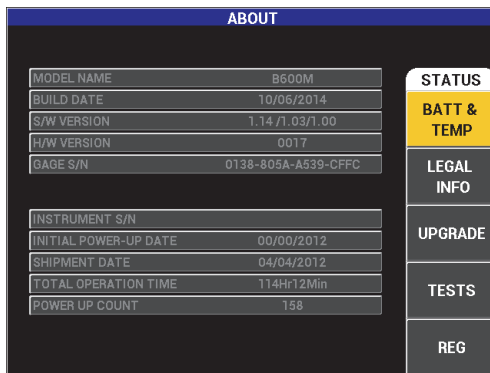 ABOUT
MODEL NAME B600M
BUILD DATE 10/06/2014
S/W VERSION 1.14 /1.03/1.00
H/W VERSION 0017
GAGE S/N 0138-805A-A539-CFFC
INSTRUMENT S/N
INITIAL POWER-UP DATE 00/00/2012
SHIPMENT DATE 04/04/2012
TOTAL OPERATION TIME 114Hr12Min
POWER UP COUNT 158
STATUS
BATT &
TEMP
LEGAL
INFO
UPGRADE
TESTS
REG